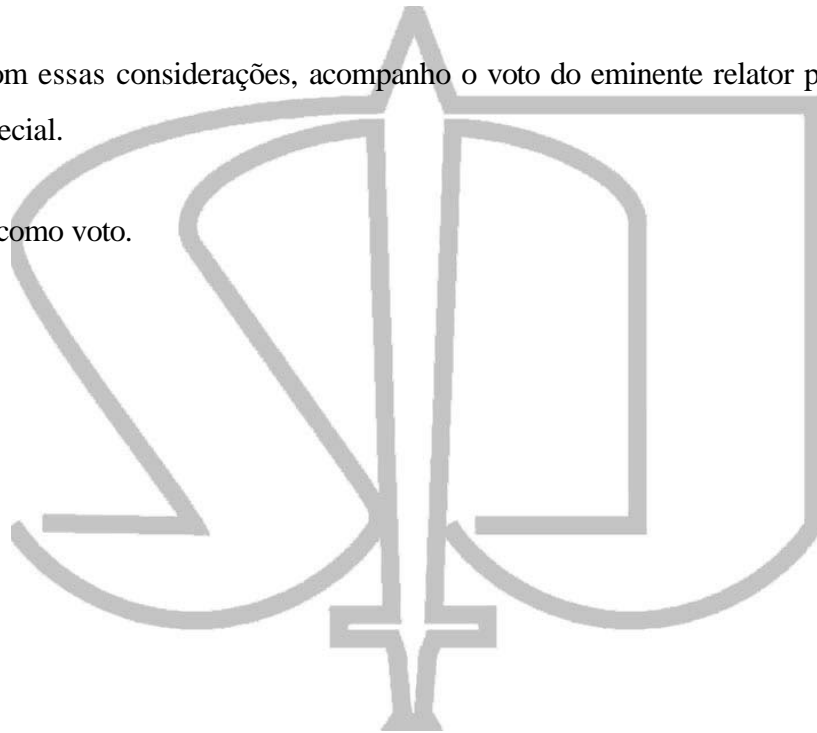 om essas considerações, acompanho o voto do eminente relator p
ecial.
como voto.